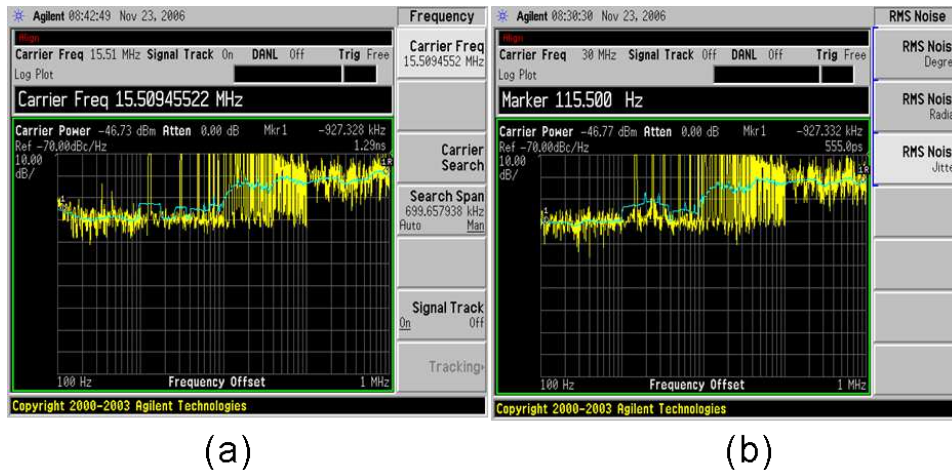 Agilent 08:42:49 Nov 23, 2006
Frequency
Align
Carrier Freq 15.51 MHz Signal Track On DANL Off Trig Free
Log Plot
Carrier Freq 15.50945522 MHz
Carrier Power -46.73 dBm Atten 0.00 dB Mkr1 -927.328 kHz
Ref -70.00dBc/Hz 1.29ns
10.00
dB/
1R
100 Hz Frequency Offset 1 MHz
Copyright 2000-2003 Agilent Technologies
Carrier Freq
15.5094552 MHz
Carrier
Search
Search Span
699.657938 kHz
Auto Man
Signal Track
On Off
Tracking
(a)
Agilent 08:30:30 Nov 23, 2006
RMS Noise
Align
Carrier Freq 30 MHz Signal Track Off DANL Off Trig Free
Log Plot
Marker 115.500 Hz
Carrier Power -46.77 dBm Atten 0.00 dB Mkr1 -927.332 kHz
Ref -70.00dBc/Hz 555.0ps
10.00
dB/
1R
100 Hz Frequency Offset 1 MHz
Copyright 2000-2003 Agilent Technologies
RMS Nois
Degre
RMS Nois
Radia
RMS Nois
Jitte
(b)